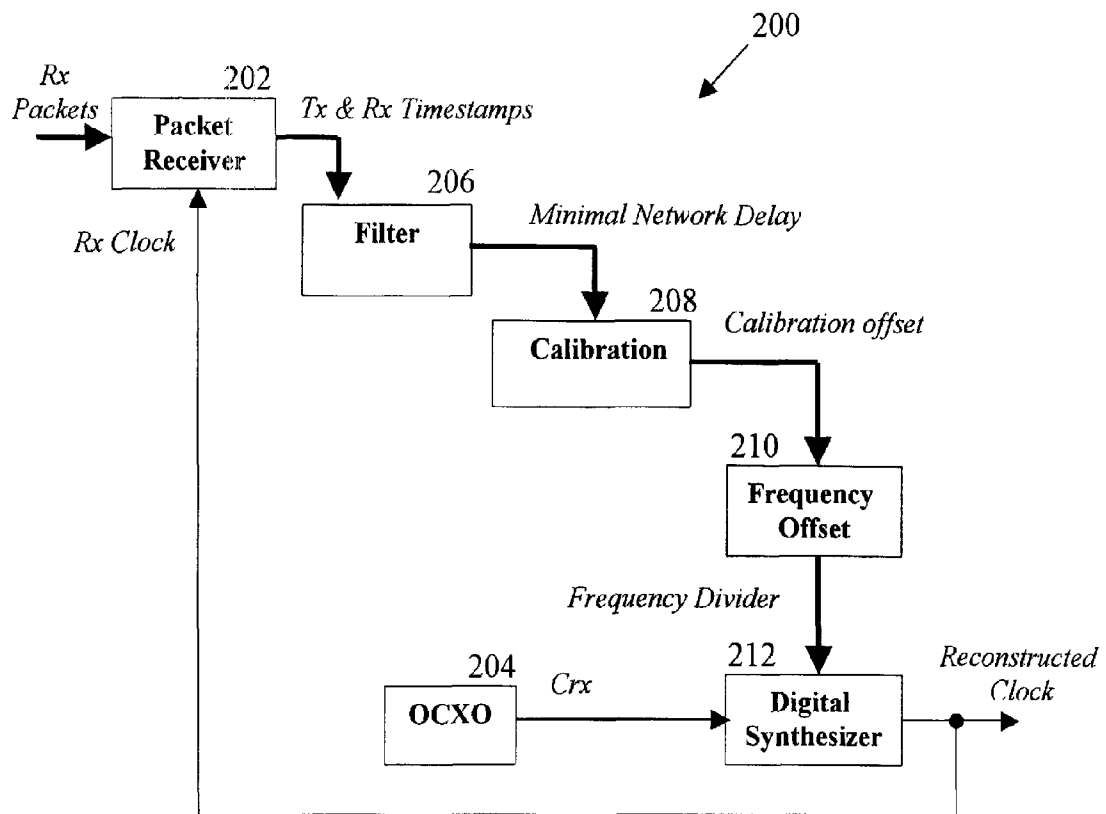 200
Rx
Packets
202
Packet
Receiver
Tx & Rx Timestamps
206
Filter
Rx Clock
Minimal Network Delay
208
Calibration
Calibration offset
210
Frequency
Offset
Frequency Divider
204
OCXO
Crx
212
Digital
Synthesizer
Reconstructed
Clock